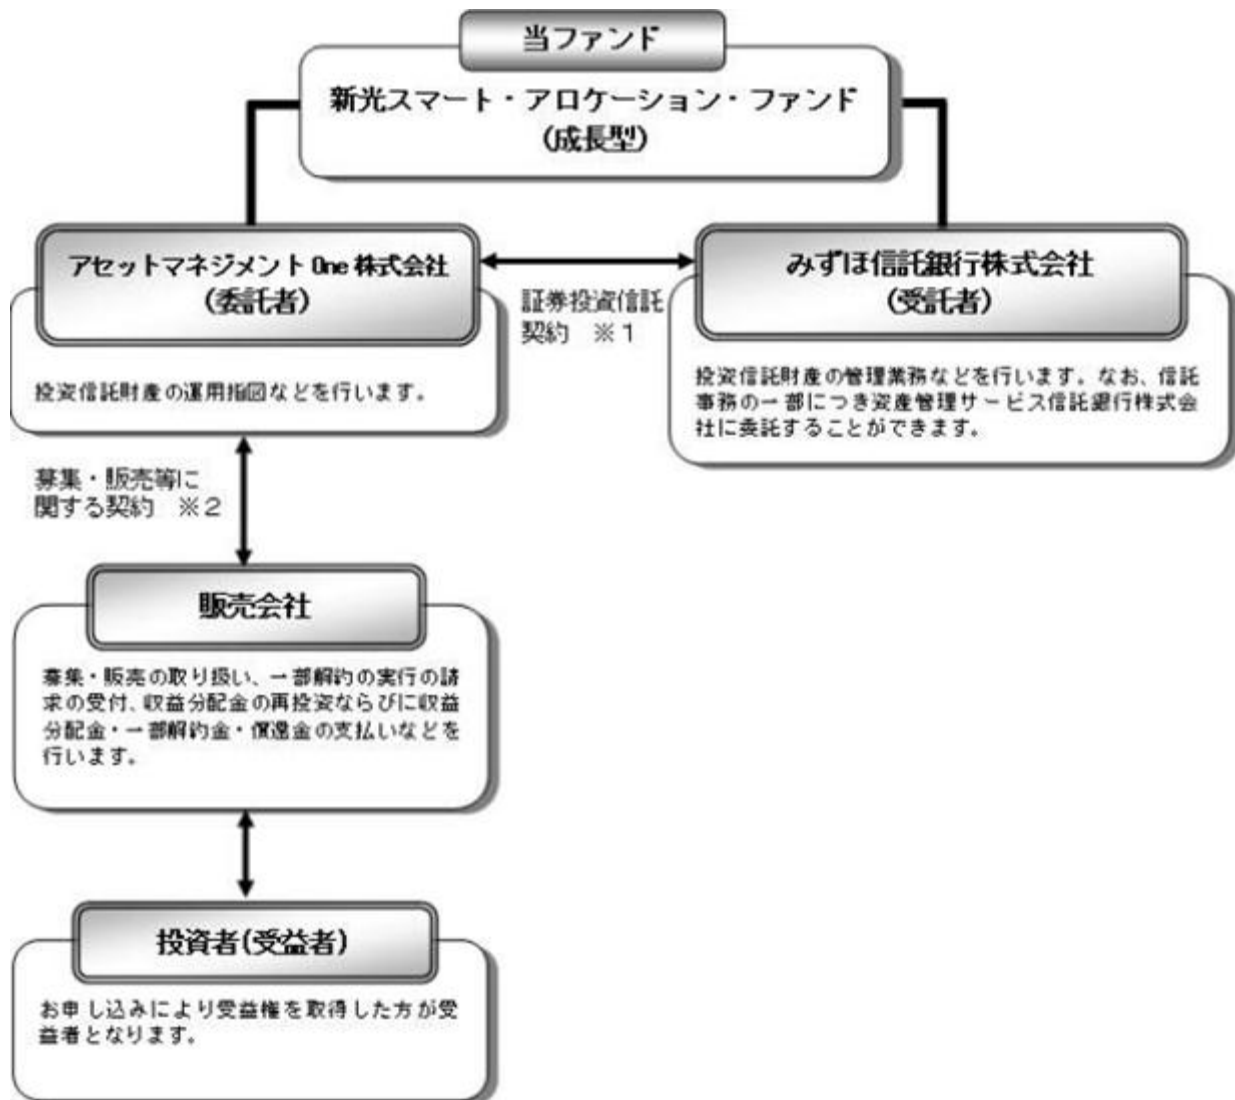 当ファンド
新光スマート・アロケーション・ファンド
(成長型)
アセットマネジメントOne 株式会社
(委託者)
投資信託財産の運用指図などを行います。
証券投資信託
契約　※１
みずほ信託銀行株式会社
(受託者)
投資信託財産の管理業務などを行います。なお、信託
事務の一部につき資産管理サービス信託銀行株式会
社に委託することができます。
募集・販売等に
関する契約　※２
販売会社
募集・販売の取り扱い、一部解約の実行の請
求の受付、収益分配金の再投資ならびに収益
分配金・一部解約金・償還金の支払いなどを
行います。
投資者(受益者)
お申し込みにより受益権を取得した方が受
益者となります。